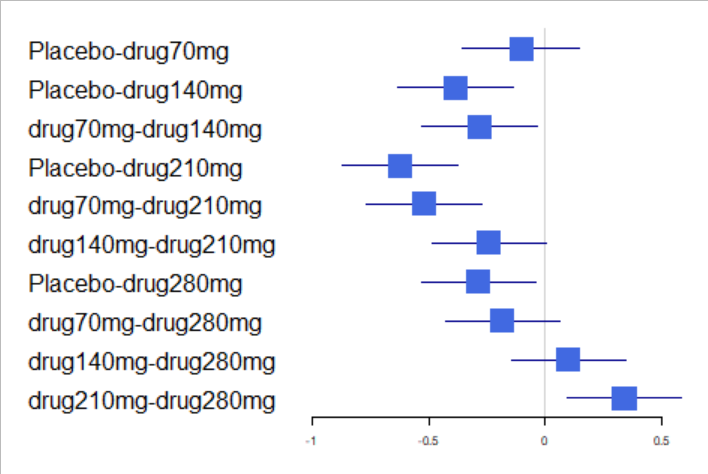 Placebo-drug70mg
Placebo-drug140mg
drug70mg-drug140mg
Placebo-drug210mg
drug70mg-drug210mg
drug140mg-drug210mg
Placebo-drug280mg
drug70mg-drug280mg
drug140mg-drug280mg
drug210mg-drug280mg
-1 -0.5 0 0.5